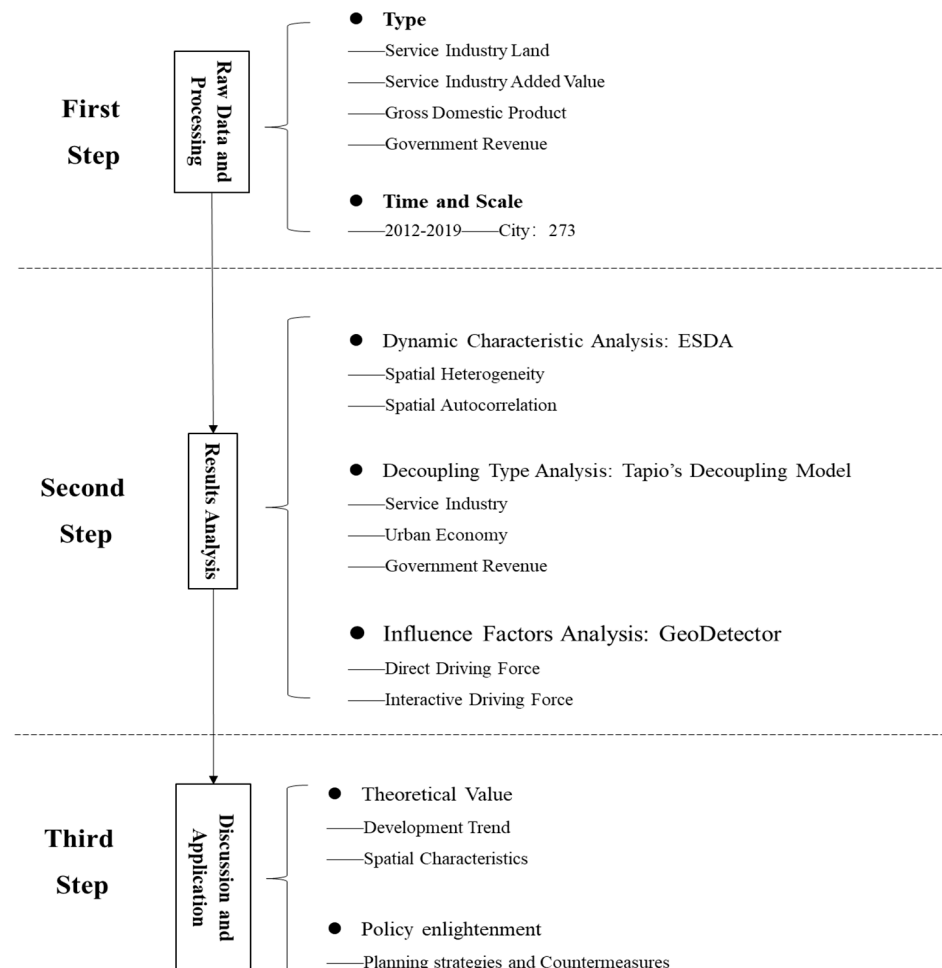 First
Step
Raw Data and
Processing
● Type
——Service Industry Land
——Service Industry Added Value
——Gross Domestic Product
——Government Revenue
● Time and Scale
——2012-2019——City： 273
Second
Step
Results Analysis
● Dynamic Characteristic Analysis: ESDA
——Spatial Heterogeneity
——Spatial Autocorrelation
● Decoupling Type Analysis: Tapio’s Decoupling Model
——Service Industry
——Urban Economy
——Government Revenue
● Influence Factors Analysis: GeoDetector
——Direct Driving Force
——Interactive Driving Force
Third
Step
Discussion and
Application
● Theoretical Value
——Development Trend
——Spatial Characteristics
● Policy enlightenment
——Planning strategies and Countermeasures